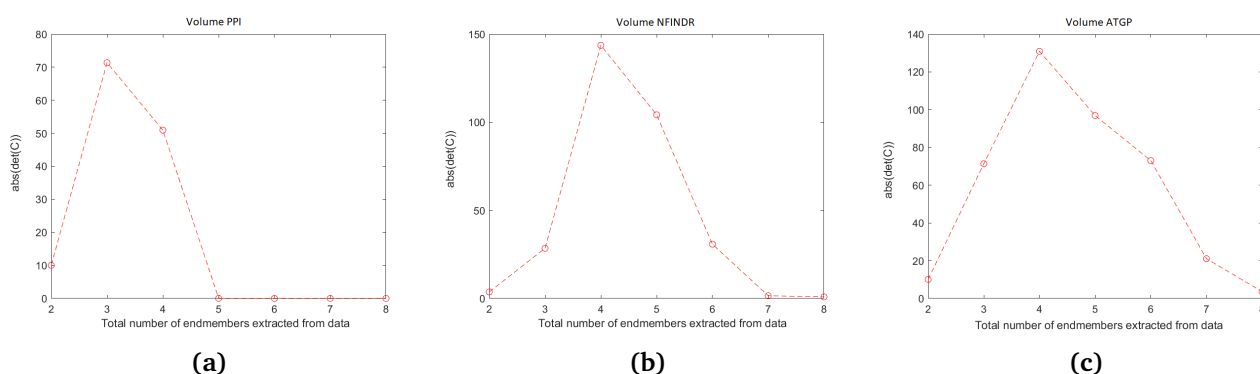 Volume PPI
80
70
60
50
40
30
20
10
0
abs(det(C))
2 3 4 5 6 7 8
Total number of endmembers extracted from data
(a)
Volume NFINDR
150
100
50
0
abs(det(C))
2 3 4 5 6 7 8
Total number of endmembers extracted from data
(b)
Volume ATGP
140
120
100
80
60
40
20
0
abs(det(C))
2 3 4 5 6 7 8
Total number of endmembers extracted from data
(c)